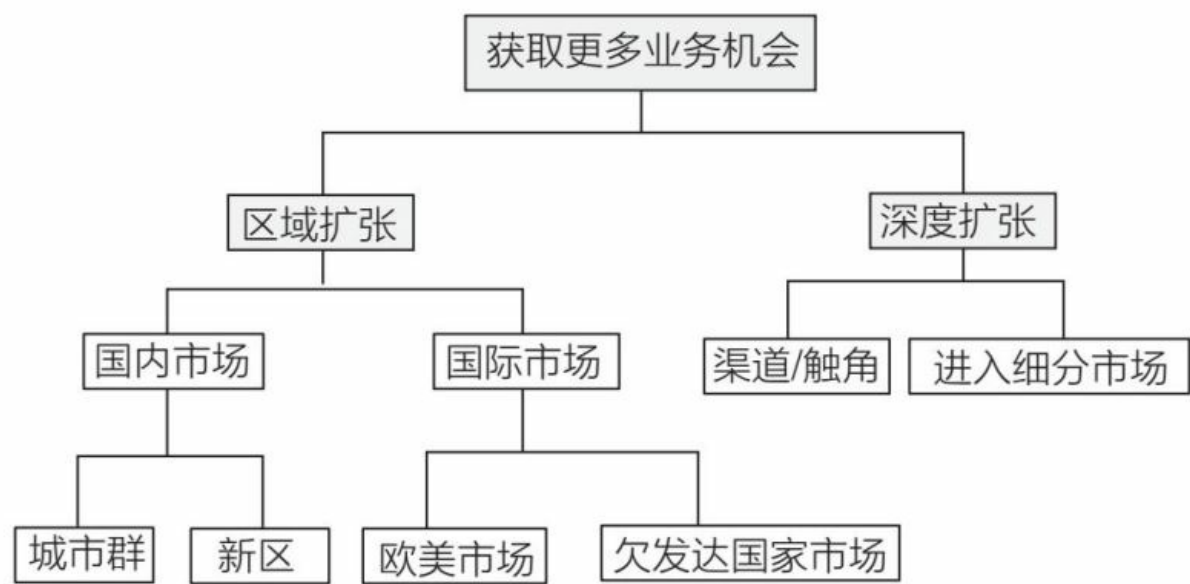 获取更多业务机会
区域扩张
深度扩张
国内市场
国际市场
渠道/触角
进入细分市场
城市群
新区
欧美市场
欠发达国家市场